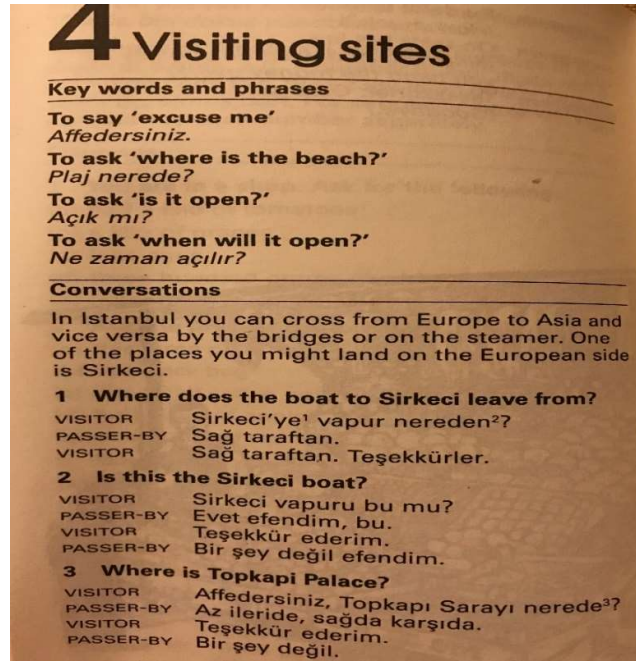 4 Visiting sites
Key words and phrases
To say ‘excuse me’
Affedersiniz.
To ask ‘where is the beach?’
Plaj nerede?
To ask ‘is it open?’
Açık mı?
To ask ‘when will it open?’
Ne zaman açılır?
Conversations
In Istanbul you can cross from Europe to Asia and
vice versa by the bridges or on the steamer. One
of the places you might land on the European side
is Sirkeci.
1 Where does the boat to Sirkeci leave from?
VISITOR Sirkeci’ye¹ vapur nereden²?
PASSER-BY Sağ taraftan.
VISITOR Sağ taraftan. Teşekkürler.
2 Is this the Sirkeci boat?
VISITOR Sirkeci vapuru bu mu?
PASSER-BY Evet efendim, bu.
VISITOR Teşekkür ederim.
PASSER-BY Bir şey değil efendim.
3 Where is Topkapi Palace?
VISITOR Affedersiniz, Topkapı Sarayı nerede³?
PASSER-BY Az ileride, sağda karşıda.
VISITOR Teşekkür ederim.
PASSER-BY Bir şey değil.